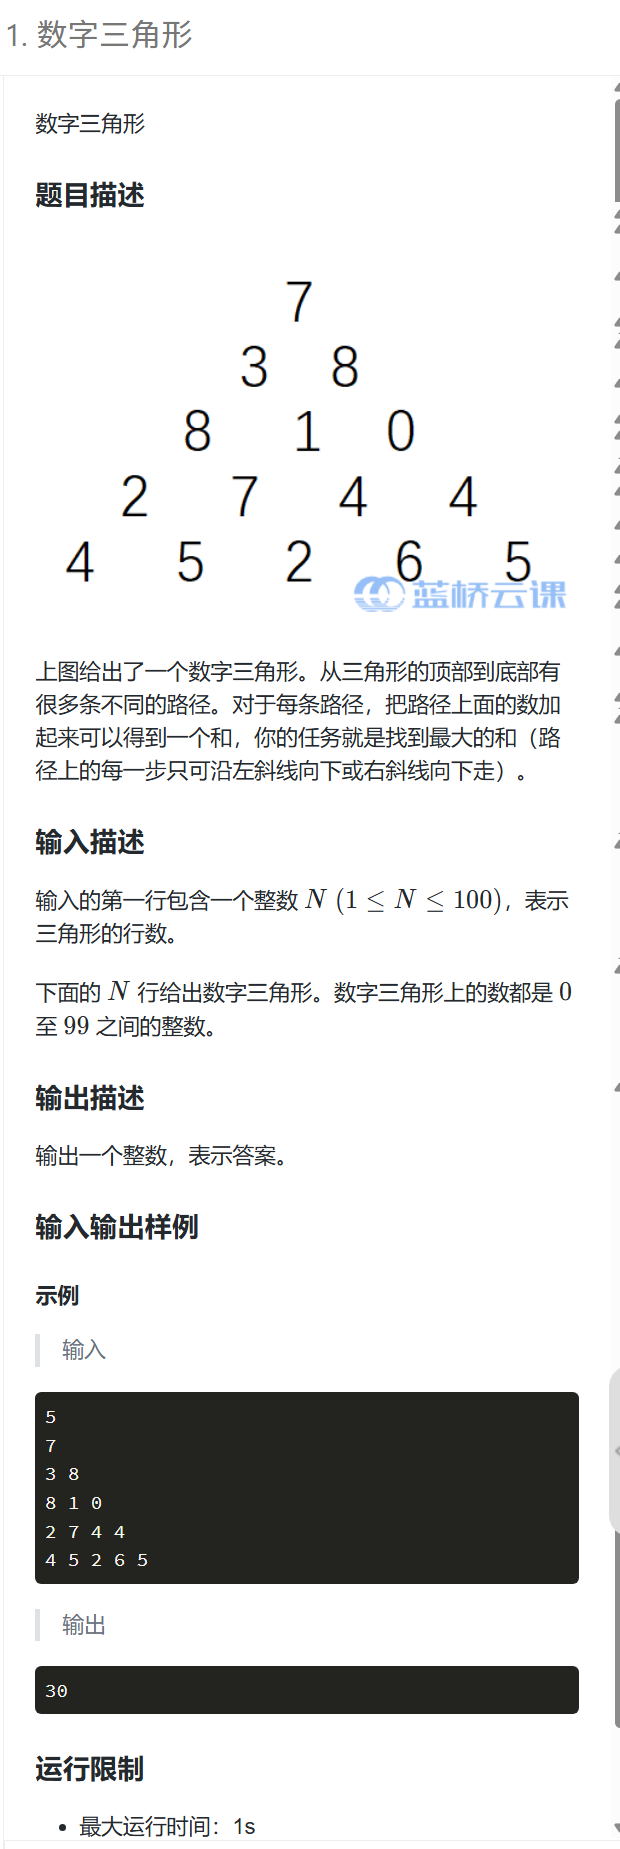 1. 数字三角形
数字三角形
题目描述
7
3 8
8 1 0
2 7 4 4
4 5 2 6 5
蓝桥云课
上图给出了一个数字三角形。从三角形的顶部到底部有
很多条不同的路径。对于每条路径，把路径上面的数加
起来可以得到一个和，你的任务就是找到最大的和（路
径上的每一步只可沿左斜线向下或右斜线向下走）。
输入描述
输入的第一行包含一个整数 N (1 ≤ N ≤ 100)，表示
三角形的行数。
下面的 N 行给出数字三角形。数字三角形上的数都是 0
至 99 之间的整数。
输出描述
输出一个整数，表示答案。
输入输出样例
示例
输入
5
7
3 8
8 1 0
2 7 4 4
4 5 2 6 5
输出
30
运行限制
• 最大运行时间：1s